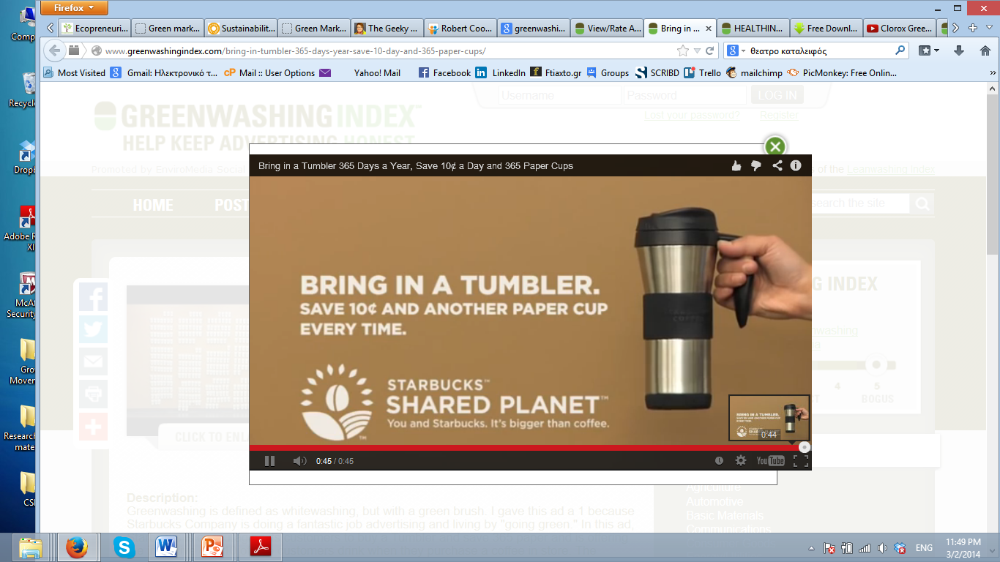 Firefox
Ecopreneuri...
Green mark...
Sustainabilit...
Green Mark...
The Geeky ...
Robert Coo...
greenwashi...
View/Rate A...
Bring in ...
HEALTHIN...
Free Downl...
Clorox Gree...
www.greenwashingindex.com/bring-in-tumbler-365-days-year-save-10-day-and-365-paper-cups/
θεατρο καταλειφός
Most Visited
Gmail: Ηλεκτρονικό τ...
cP Mail :: User Options
Yahoo! Mail
Facebook
LinkedIn
Ftiaxto.gr
Groups
SCRIBD
Trello
mailchimp
PicMonkey: Free Onlin...
Username
Password
LOG IN
Lost your password?
Register
GREENWASHING INDEX™
HELP KEEP ADVERTISING HONEST
Promoted by EnviroMedia Social
s of the Leanwashing Index
HOME
POST
search the site
Bring in a Tumbler 365 Days a Year, Save 10¢ a Day and 365 Paper Cups
BRING IN A TUMBLER.
SAVE 10¢ AND ANOTHER PAPER CUP
EVERY TIME.
STARBUCKS™
SHARED PLANET™
You and Starbucks. It's bigger than coffee.
0:44
0:45 / 0:45
YouTube
G INDEX
washing
4
5
BOGUS
CLICK TO ENL
Description:
Greenwashing is defined as whitewashing, but with a green brush. I gave this ad a 1 because
Starbucks Company is doing a fantastic job advertising and living by "going green." In this ad,
Agriculture
Automotive
Basic Materials
Communications
Comp
Recycl
Dropb
Adobe R
XI
McAf
Security
Gro
Movem
Research
mate
CS
ENG
11:49 PM
3/2/2014